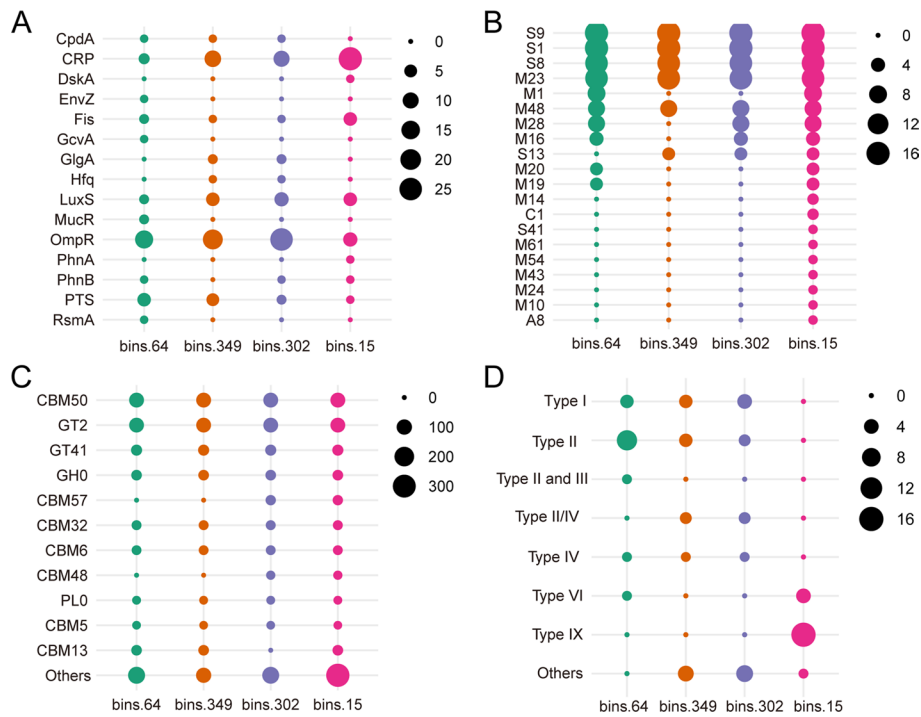 A
CpdA
CRP
DskA
EnvZ
Fis
GcvA
GlgA
Hfq
LuxS
MucR
OmpR
PhnA
PhnB
PTS
RsmA
bins.64 bins.349 bins.302 bins.15
0
5
10
15
20
25
B
S9
S1
S8
M23
M1
M48
M28
M16
S13
M20
M19
M14
C1
S41
M61
M54
M43
M24
M10
A8
bins.64 bins.349 bins.302 bins.15
0
4
8
12
16
C
CBM50
GT2
GT41
GH0
CBM57
CBM32
CBM6
CBM48
PL0
CBM5
CBM13
Others
bins.64 bins.349 bins.302 bins.15
0
100
200
300
D
Type I
Type II
Type II and III
Type II/IV
Type IV
Type VI
Type IX
Others
bins.64 bins.349 bins.302 bins.15
0
4
8
12
16